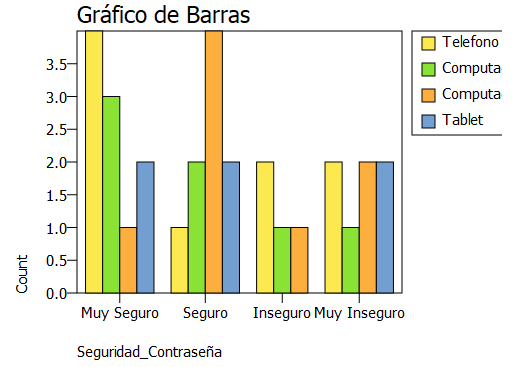 Gráfico de Barras
Telefono
Computa
Computa
Tablet
3.5
3.0
2.5
2.0
1.5
1.0
0.5
0.0
Count
Muy Seguro
Seguro
Inseguro
Muy Inseguro
Seguridad_Contraseña